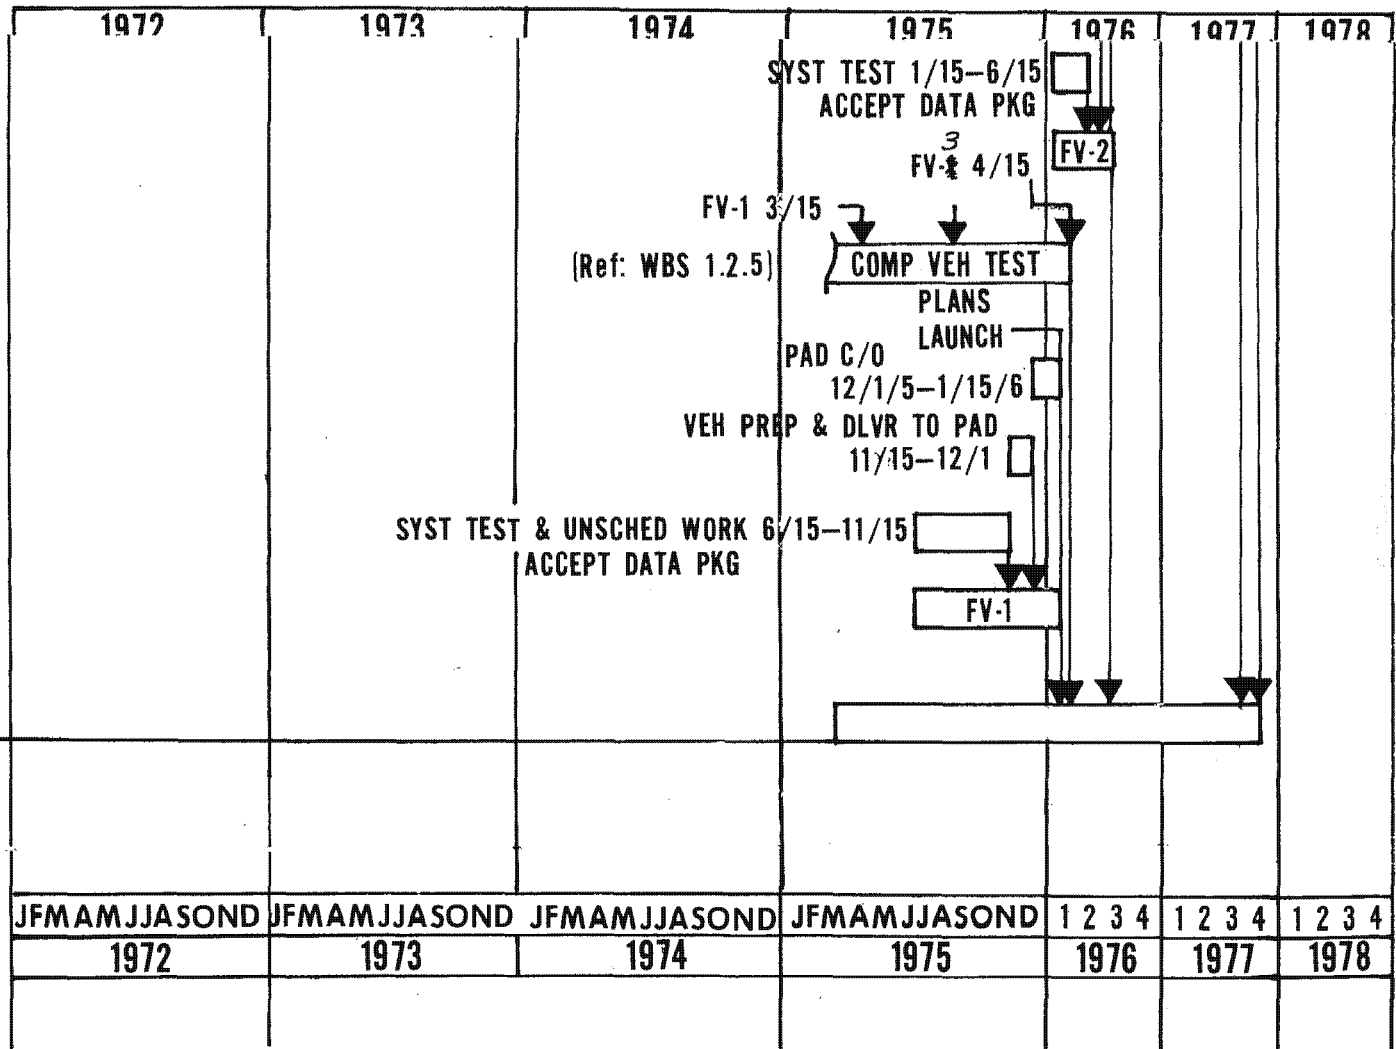 1972 1973 1974 1975 1976 1977 1978
SYST TEST 1/15–6/15
ACCEPT DATA PKG
FV-2
3
FV- 4/15
FV-1 3/15
(Ref: WBS 1.2.5)
COMP VEH TEST
PLANS
LAUNCH
PAD C/O
12/1/5–1/15/6
VEH PREP & DLVR TO PAD
11/15–12/1
SYST TEST & UNSCHED WORK 6/15–11/15
ACCEPT DATA PKG
FV-1
JFMAMJJASOND JFMAMJJASOND JFMAMJJASOND JFMAMJJASOND 1 2 3 4 1 2 3 4 1 2 3 4
1972 1973 1974 1975 1976 1977 1978